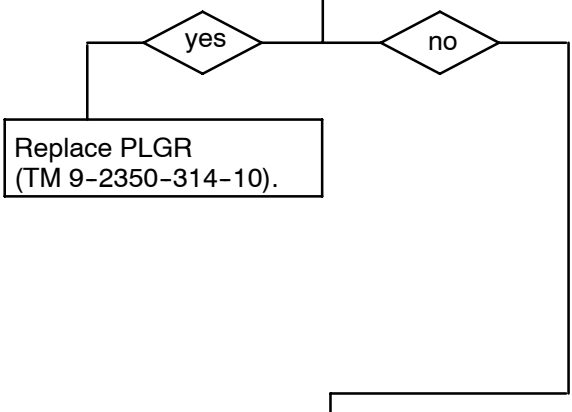 yes
no
Replace PLGR
(TM 9-2350-314-10).